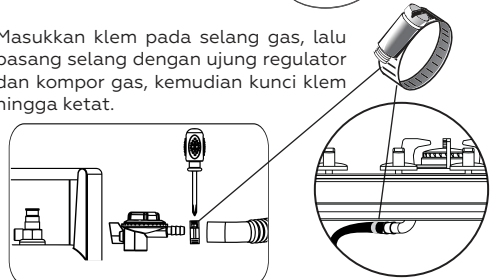 Masukkan klem pada selang gas, lalu
pasang selang dengan ujung regulator
dan kompor gas, kemudian kunci klem
hingga ketat.